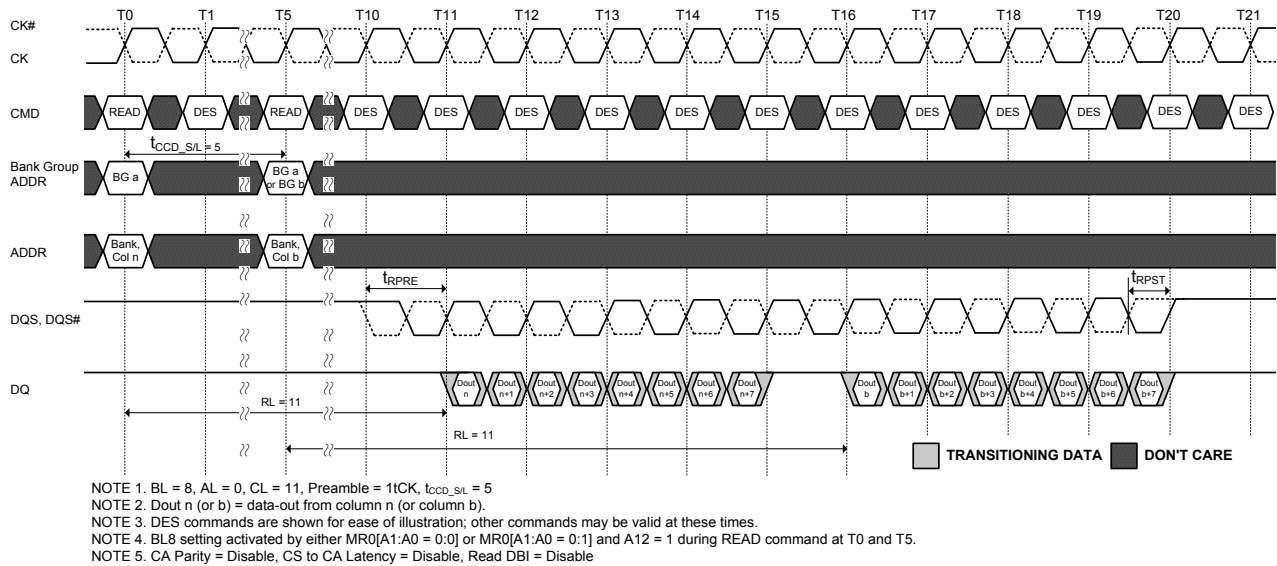 T0 T1 T5 T10 T11 T12 T13 T14 T15 T16 T17 T18 T19 T20 T21
CK#
CK
CMD READ DES READ DES DES DES DES DES DES DES DES DES DES DES DES
tCCD_S/L = 5
Bank Group
ADDR
BG a
BG a
or BG b
ADDR
Bank,
Col n
Bank,
Col b
tRPRE
tRPST
DQS, DQS#
DQ
Dout
n
Dout
n+1
Dout
n+2
Dout
n+3
Dout
n+4
Dout
n+5
Dout
n+6
Dout
n+7
Dout
b
Dout
b+1
Dout
b+2
Dout
b+3
Dout
b+4
Dout
b+5
Dout
b+6
Dout
b+7
RL = 11
RL = 11
TRANSITIONING DATA
DON'T CARE
NOTE 1. BL = 8, AL = 0, CL = 11, Preamble = 1tCK, tCCD_S/L = 5
NOTE 2. Dout n (or b) = data-out from column n (or column b).
NOTE 3. DES commands are shown for ease of illustration; other commands may be valid at these times.
NOTE 4. BL8 setting activated by either MR0[A1:A0 = 0:0] or MR0[A1:A0 = 0:1] and A12 = 1 during READ command at T0 and T5.
NOTE 5. CA Parity = Disable, CS to CA Latency = Disable, Read DBI = Disable